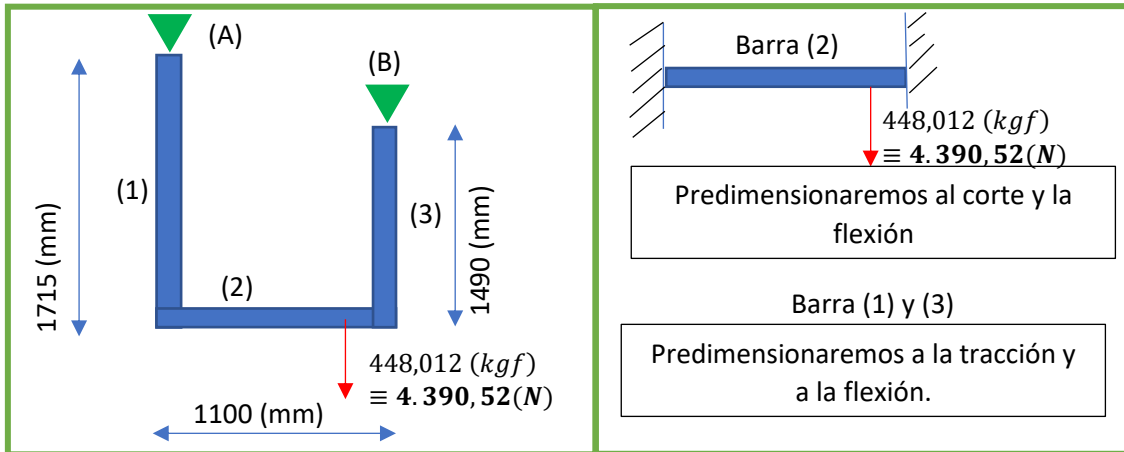 (A)
(B)
(1)
(3)
(2)
1715 (mm)
1490 (mm)
448,012 (kgf)
≡ 4.390,52(N)
1100 (mm)
Barra (2)
448,012 (kgf)
≡ 4.390,52(N)
Predimensionaremos al corte y la
flexión
Barra (1) y (3)
Predimensionaremos a la tracción y
a la flexión.